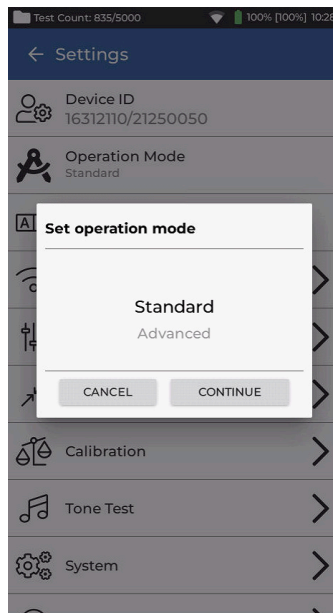 Test Count: 835/5000 100% [100%] 10:28
Settings
Device ID
16312110/21250050
Operation Mode
Standard
A
Set operation mode
Standard
Advanced
CANCEL CONTINUE
Calibration
Tone Test
System